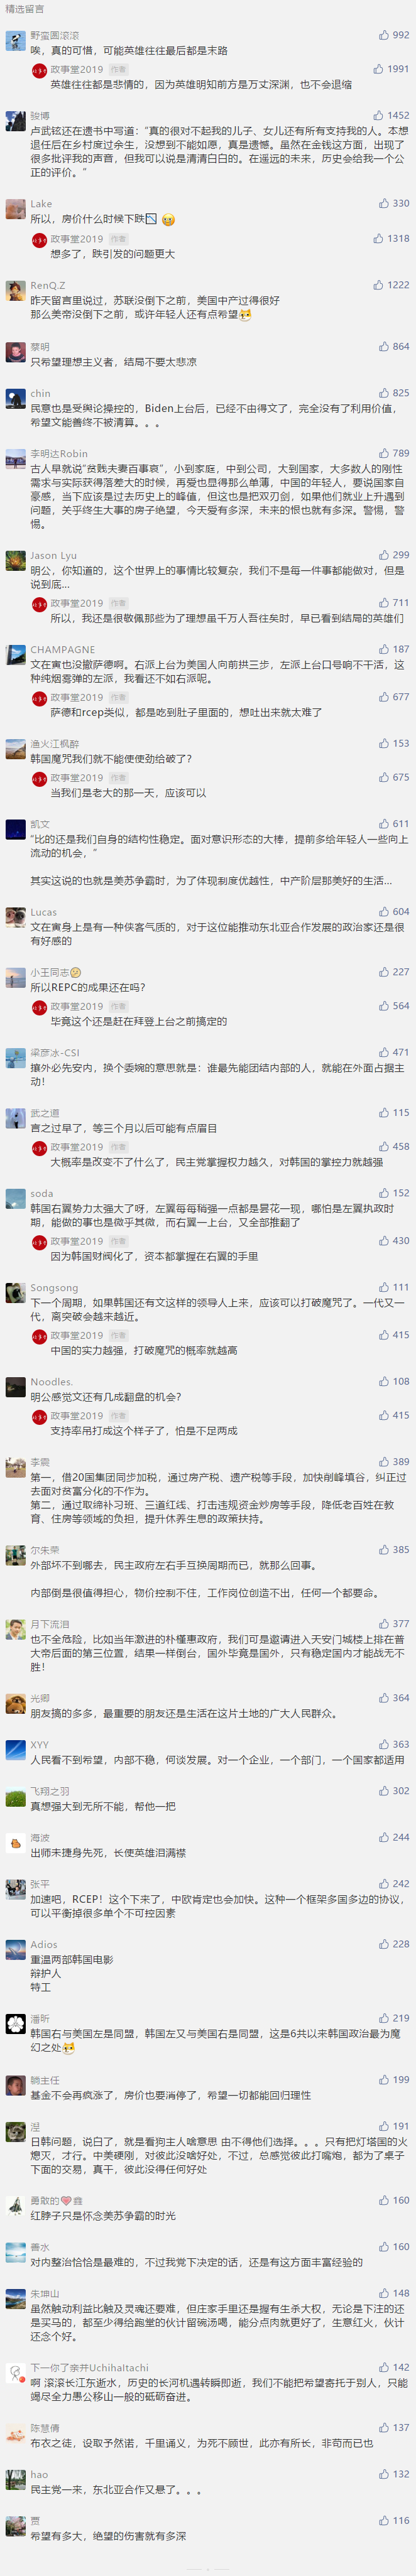 精选留言
野蛮圆滚滚 992
唉，真的可惜，可能英雄往往最后都是末路
政事堂2019 作者 1991
英雄往往都是悲情的，因为英雄明知前方是万丈深渊，也不会退缩
骏博 1452
卢武铉还在遗书中写道：“真的很对不起我的儿子、女儿还有所有支持我的人。本想
退任后在乡村度过余生，没想到不能如愿，真是遗憾。虽然在金钱这方面，出现了
很多批评我的声音，但我可以说是清清白白的。在遥远的未来，历史会给我一个公
正的评价。”
Lake 330
所以，房价什么时候下跌📉 😭
政事堂2019 作者 1318
想多了，跌引发的问题更大
RenQ.Z 1222
昨天留言里说过，苏联没倒下之前，美国中产过得很好
那么美帝没倒下之前，或许年轻人还有点希望
蔡明 864
只希望理想主义者，结局不要太悲凉
chin 825
民意也是受舆论操控的，Biden上台后，已经不由得文了，完全没有了利用价值，
希望文能善终不被清算。。。
李明达Robin 789
古人早就说“贫贱夫妻百事哀”，小到家庭，中到公司，大到国家，大多数人的刚性
需求与实际获得落差大的时候，再爱也显得那么单薄，中国的年轻人，要说国家自
豪感，当下应该是过去历史上的峰值，但这也是把双刃剑，如果他们就业上升遇到
问题，关乎终生大事的房子绝望，今天爱有多深，未来的恨也就有多深。警惕，警
惕。
Jason Lyu 299
明公，你知道的，这个世界上的事情比较复杂，我们不是每一件事都能做对，但是
说到底...
政事堂2019 作者 711
所以，我还是很敬佩那些为了理想虽千万人吾往矣时，早已看到结局的英雄们
CHAMPAGNE 187
文在寅也没撤萨德啊。右派上台为美国人向前拱三步，左派上台口号响不干活，这
种纯烟雾弹的左派，我看还不如右派呢。
政事堂2019 作者 677
萨德和rcep类似，都是吃到肚子里面的，想吐出来就太难了
渔火江枫醉 153
韩国魔咒我们就不能使使劲给破了？
政事堂2019 作者 675
当我们是老大的那一天，应该可以
凯文 611
“比的还是我们自身的结构性稳定。面对意识形态的大棒，提前多给年轻人一些向上
流动的机会，”
其实这说的也就是美苏争霸时，为了体现制度优越性，中产阶层那美好的生活...
Lucas 604
文在寅身上是有一种侠客气质的，对于这位能推动东北亚合作发展的政治家还是很
有好感的
小王同志 227
所以REPC的成果还在吗？
政事堂2019 作者 564
毕竟这个还是赶在拜登上台之前搞定的
梁彦冰-CSI 471
攘外必先安内，换个委婉的意思就是：谁最先能团结内部的人，就能在外面占据主
动！
武之道 115
言之过早了，等三个月以后可能有点眉目
政事堂2019 作者 458
大概率是改变不了什么了，民主党掌握权力越久，对韩国的掌控力就越强
soda 152
韩国右翼势力太强大了呀，左翼每每稍强一点都是昙花一现，哪怕是左翼执政时
期，能做的事也是微乎其微，而右翼一上台，又全部推翻了
政事堂2019 作者 430
因为韩国财阀化了，资本都掌握在右翼的手里
Songsong 111
下一个周期，如果韩国还有文这样的领导人上来，应该可以打破魔咒了。一代又一
代，离突破会越来越近。
政事堂2019 作者 415
中国的实力越强，打破魔咒的概率就越高
Noodles. 108
明公感觉文还有几成翻盘的机会？
政事堂2019 作者 415
支持率吊打成这个样子了，怕是不足两成
李震 389
第一，借20国集团同步加税，通过房产税、遗产税等手段，加快削峰填谷，纠正过
去面对贫富分化的不作为。
第二，通过取缔补习班、三道红线、打击违规资金炒房等手段，降低老百姓在教
育、住房等领域的负担，提升休养生息的政策扶持。
尔朱荣 385
外部坏不到哪去，民主政府左右手互换周期而已，就那么回事。
内部倒是很值得担心，物价控制不住，工作岗位创造不出，任何一个都要命。
月下流泪 377
也不全危险，比如当年激进的朴槿惠政府，我们可是邀请进入天安门城楼上排在普
大帝后面的第三位置，结果一样倒台，国外毕竟是国外，只有稳定国内才能战无不
胜！
光卿 364
朋友搞的多多，最重要的朋友还是生活在这片土地的广大人民群众。
XYY 363
人民看不到希望，内部不稳，何谈发展。对一个企业，一个部门，一个国家都适用
飞翔之羽 302
真想强大到无所不能，帮他一把
海波 244
出师未捷身先死，长使英雄泪满襟
张平 242
加速吧，RCEP！这个下来了，中欧肯定也会加快。这种一个框架多国多边的协议，
可以平衡掉很多单个不可控因素
Adios 228
重温两部韩国电影
辩护人
特工
潘昕 219
韩国右与美国左是同盟，韩国左又与美国右是同盟，这是6共以来韩国政治最为魔
幻之处
199
基金不会再疯涨了，房价也要消停了，希望一切都能回归理性
涅 191
日韩问题，说白了，就是看狗主人啥意思 由不得他们选择。。。只有把灯塔国的火
熄灭，才行。中美硬刚，对彼此没啥好处，不过，总感觉彼此打嘴炮，都为了桌子
下面的交易，真干，彼此没得任何好处
勇敢的💗鑫 160
红脖子只是怀念美苏争霸的时光
善水 160
对内整治恰恰是最难的，不过我党下决定的话，还是有这方面丰富经验的
朱坤山 148
虽然触动利益比触及灵魂还要难，但庄家手里还是握有生杀大权，无论是下注的还
是买马的，都至少得给跑堂的伙计留碗汤喝，能分点肉就更好了，生意红火，伙计
还念个好。
下一你了亲开UchihaItachi 142
啊 滚滚长江东逝水，历史的长河机遇转瞬即逝，我们不能把希望寄托于别人，只能
竭尽全力愚公移山一般的砥砺奋进。
陈慧倩 137
布衣之徒，设取予然诺，千里诵义，为死不顾世，此亦有所长，非苟而已也
hao 132
民主党一来，东北亚合作又悬了。。。
贾 116
希望有多大，绝望的伤害就有多深